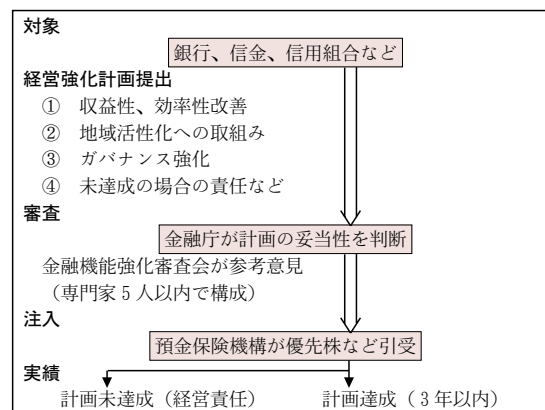 対象
銀行、信金、信用組合など
経営強化計画提出
① 収益性、効率性改善
② 地域活性化への取組み
③ ガバナンス強化
④ 未達成の場合の責任など
審査
金融庁が計画の妥当性を判断
金融機能強化審査会が参考意見
（専門家5人以内で構成）
注入
預金保険機構が優先株など引受
実績
計画未達成（経営責任） 計画達成（3年以内）